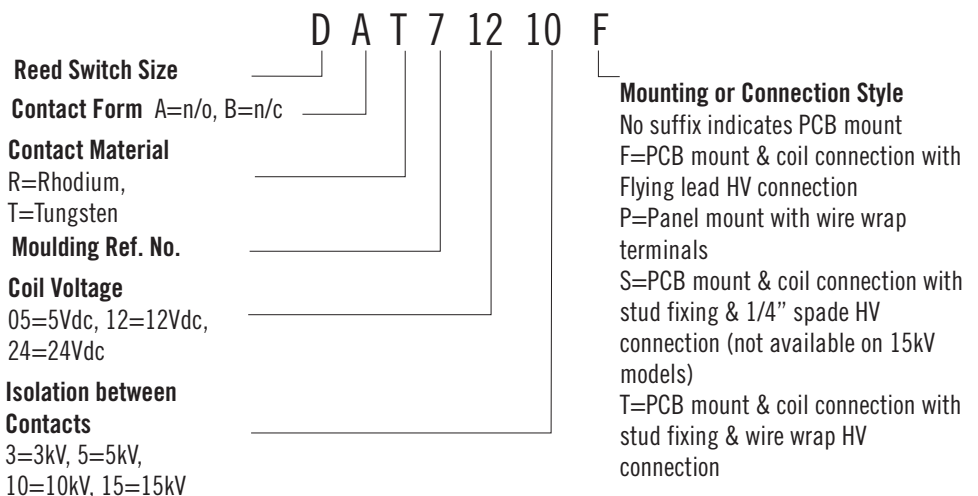 D A T 7 12 10 F
Reed Switch Size
Contact Form A=n/o, B=n/c
Contact Material
R=Rhodium,
T=Tungsten
Moulding Ref. No.
Coil Voltage
05=5Vdc, 12=12Vdc,
24=24Vdc
Isolation between
Contacts
3=3kV, 5=5kV,
10=10kV, 15=15kV
Mounting or Connection Style
No suffix indicates PCB mount
F=PCB mount & coil connection with
Flying lead HV connection
P=Panel mount with wire wrap
terminals
S=PCB mount & coil connection with
stud fixing & 1/4” spade HV
connection (not available on 15kV
models)
T=PCB mount & coil connection with
stud fixing & wire wrap HV
connection